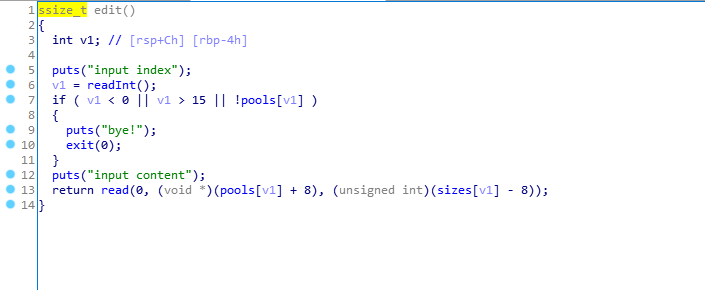 1 ssize_t edit()
2 {
3 int v1; // [rsp+Ch] [rbp-4h]
4
5 puts("input index");
6 v1 = readInt();
7 if ( v1 < 0 || v1 > 15 || !pools[v1] )
8 {
9 puts("bye!");
10 exit(0);
11 }
12 puts("input content");
13 return read(0, (void *)(pools[v1] + 8), (unsigned int)(sizes[v1] - 8));
14 }